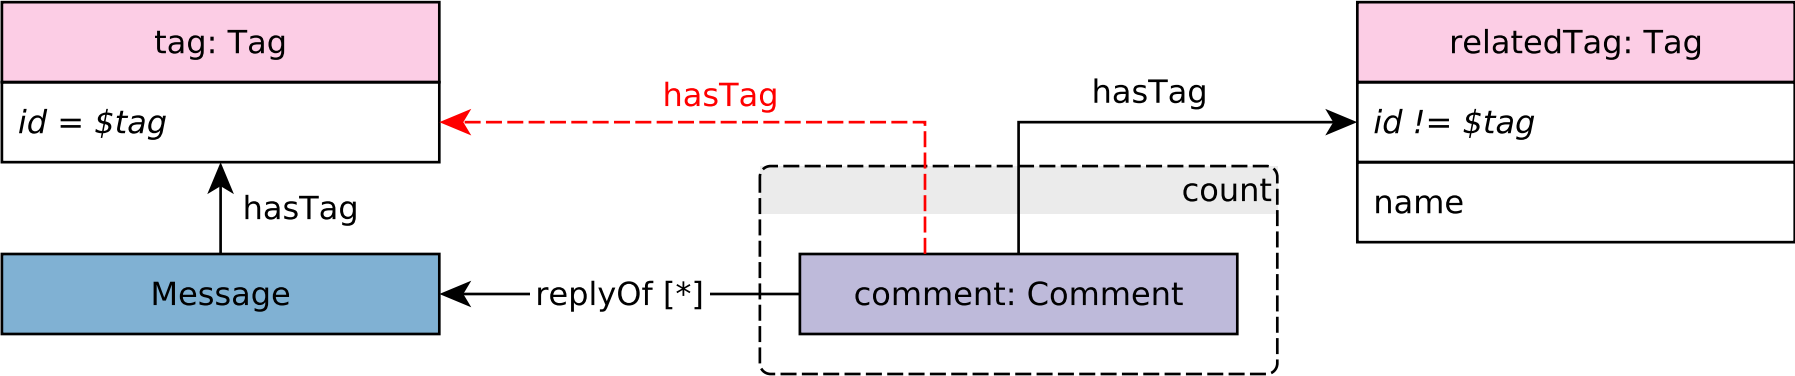 tag: Tag
id = $tag
hasTag
Message
hasTag
replyOf [*]
count
comment: Comment
hasTag
relatedTag: Tag
id != $tag
name